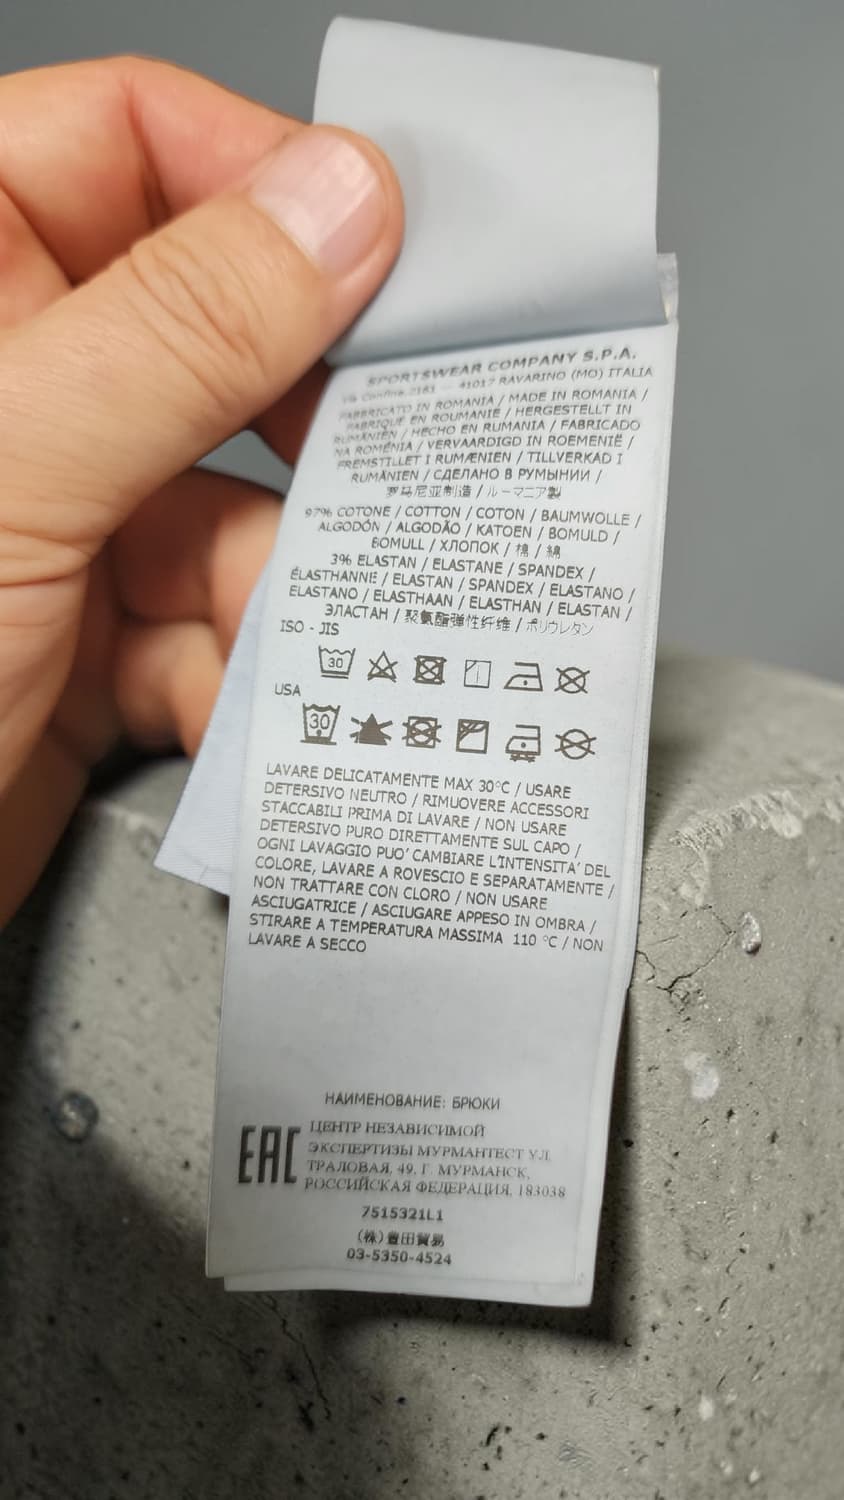 SPORTSWEAR COMPANY S.P.A.
Via Confine, 2161 — 41017 RAVARINO (MO) ITALIA
FABBRICATO IN ROMANIA / MADE IN ROMANIA /
FABRIQUÉ EN ROUMANIE / HERGESTELLT IN
RUMÄNIEN / HECHO EN RUMANIA / FABRICADO
NA ROMÉNIA / VERVAARDIGD IN ROEMENIË /
FREMSTILLET I RUMÆNIEN / TILLVERKAD I
RUMÄNIEN / СДЕЛАНО В РУМЫНИИ /
罗马尼亚制造 / ルーマニア製
97% COTONE / COTTON / COTON / BAUMWOLLE /
ALGODÓN / ALGODÃO / KATOEN / BOMULD /
BOMULL / ХЛОПОК / 棉 / 綿
3% ELASTAN / ELASTANE / SPANDEX /
ÉLASTHANNE / ELASTAN / SPANDEX / ELASTANO /
ELASTANO / ELASTHAAN / ELASTHAN / ELASTAN /
ЭЛАСТАН / 聚氨酯弹性纤维 / ポリウレタン
ISO - JIS
30
USA
30
LAVARE DELICATAMENTE MAX 30°C / USARE
DETERSIVO NEUTRO / RIMUOVERE ACCESSORI
STACCABILI PRIMA DI LAVARE / NON USARE
DETERSIVO PURO DIRETTAMENTE SUL CAPO /
OGNI LAVAGGIO PUO' CAMBIARE L'INTENSITA' DEL
COLORE, LAVARE A ROVESCIO E SEPARATAMENTE /
NON TRATTARE CON CLORO / NON USARE
ASCIUGATRICE / ASCIUGARE APPESO IN OMBRA /
STIRARE A TEMPERATURA MASSIMA 110 °C / NON
LAVARE A SECCO
НАИМЕНОВАНИЕ: БРЮКИ
EAC
ЦЕНТР НЕЗАВИСИМОЙ
ЭКСПЕРТИЗЫ МУРМАНТЕСТ УЛ.
ТРАЛОВАЯ, 49, Г. МУРМАНСК,
РОССИЙСКАЯ ФЕДЕРАЦИЯ, 183038
7515321L1
(株)豊田貿易
03-5350-4524